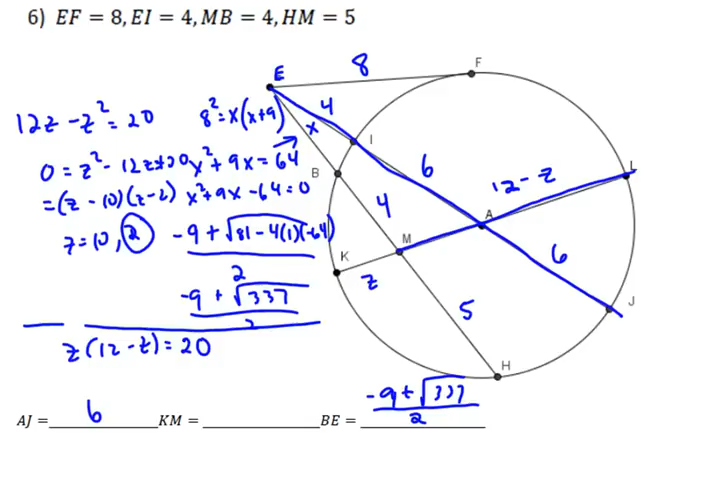 6) EF = 8, EI = 4, MB = 4, HM = 5
E
8
F
12z - z² = 20
8² = x(x+9)
4
x
I
0 = z² - 12z + 20
x² + 9x = 64
B
6
12 - z
L
= (z - 10)(z - 2)
x² + 9x - 64 = 0
4
A
z = 10, 2
-9 + √81 - 4(1)(-64)
2
K
M
z
6
-9 + √337
2
5
J
z(12 - z) = 20
H
AJ = 6
KM =
BE = -9 + √337
2